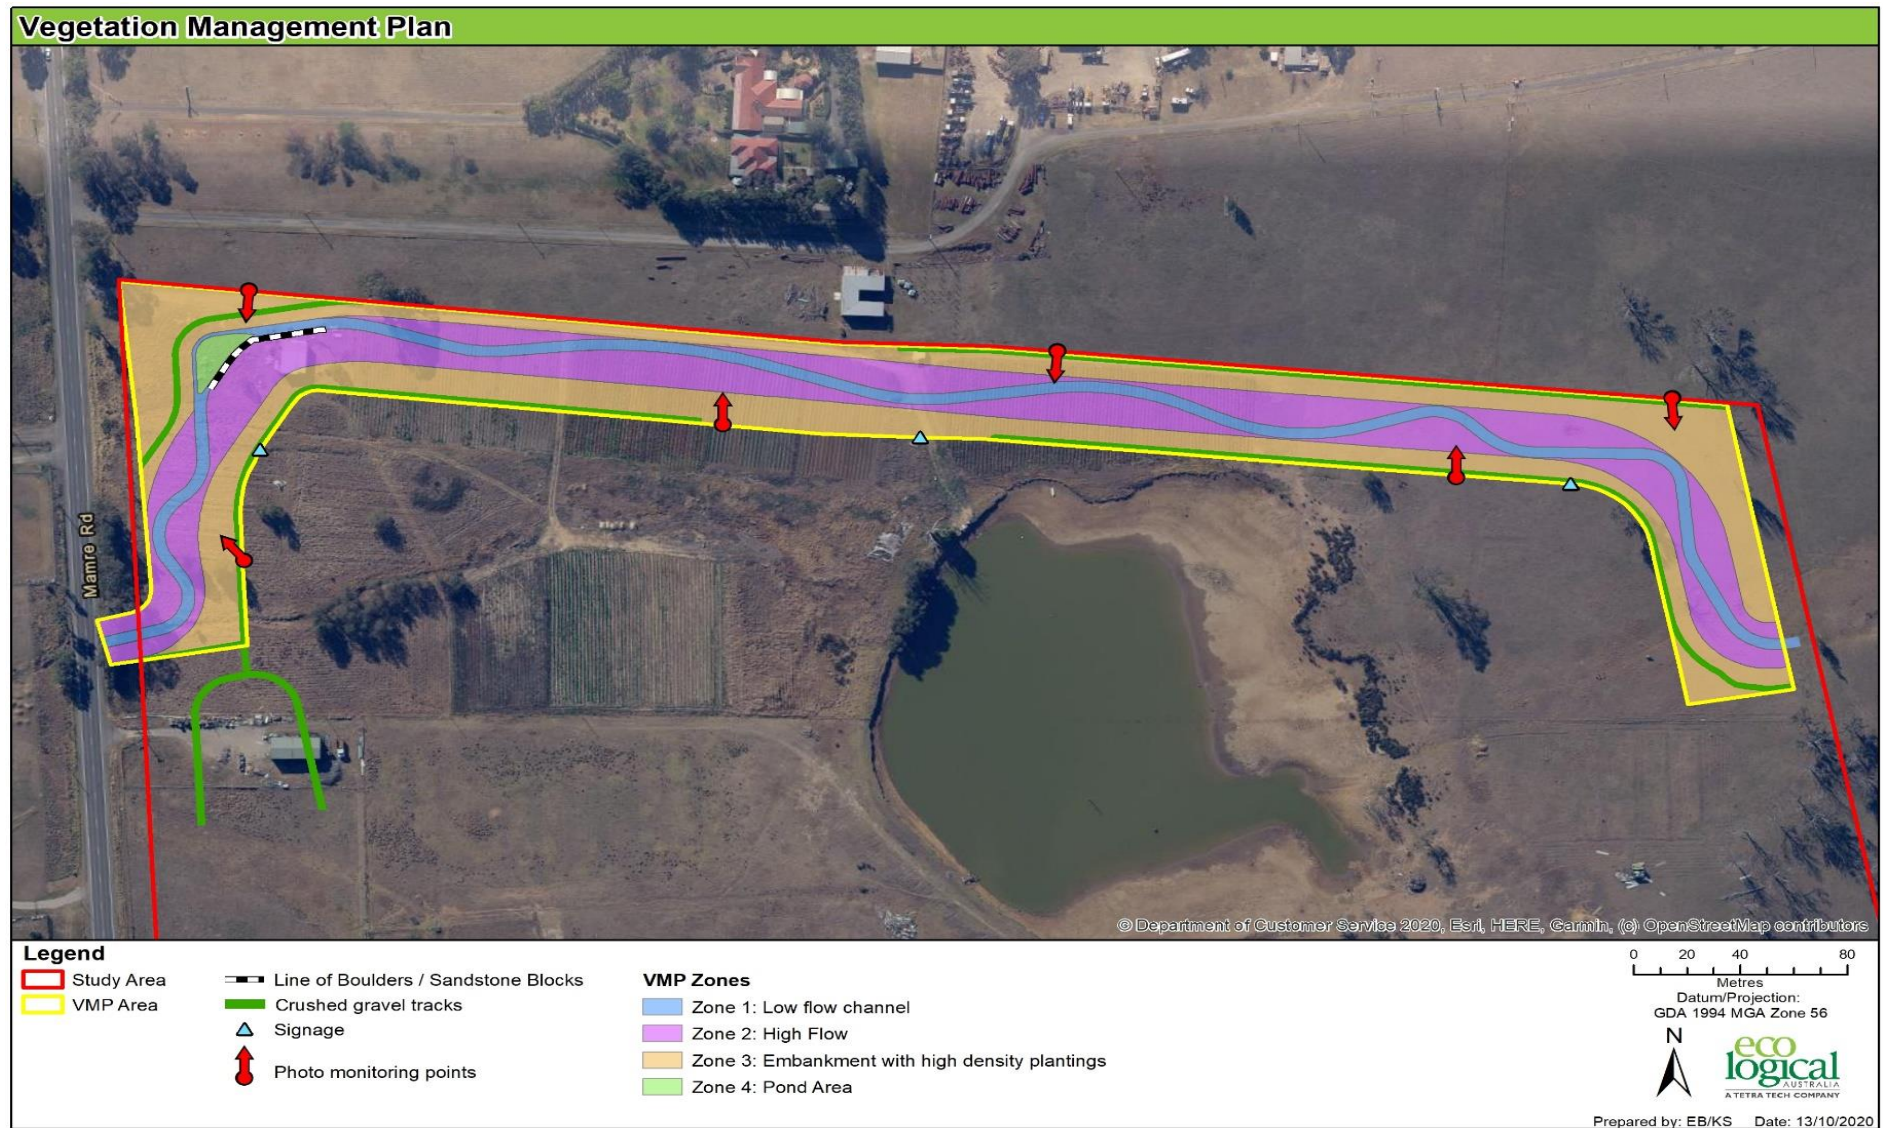 Vegetation Management Plan
Mamre Rd
© Department of Customer Service 2020, Esri, HERE, Garmin, (c) OpenStreetMap contributors
Legend
Study Area
VMP Area
Line of Boulders / Sandstone Blocks
Crushed gravel tracks
Signage
Photo monitoring points
VMP Zones
Zone 1: Low flow channel
Zone 2: High Flow
Zone 3: Embankment with high density plantings
Zone 4: Pond Area
0 20 40 80
Metres
Datum/Projection:
GDA 1994 MGA Zone 56
N
eco
logical
AUSTRALIA
A TETRA TECH COMPANY
Prepared by: EB/KS Date: 13/10/2020